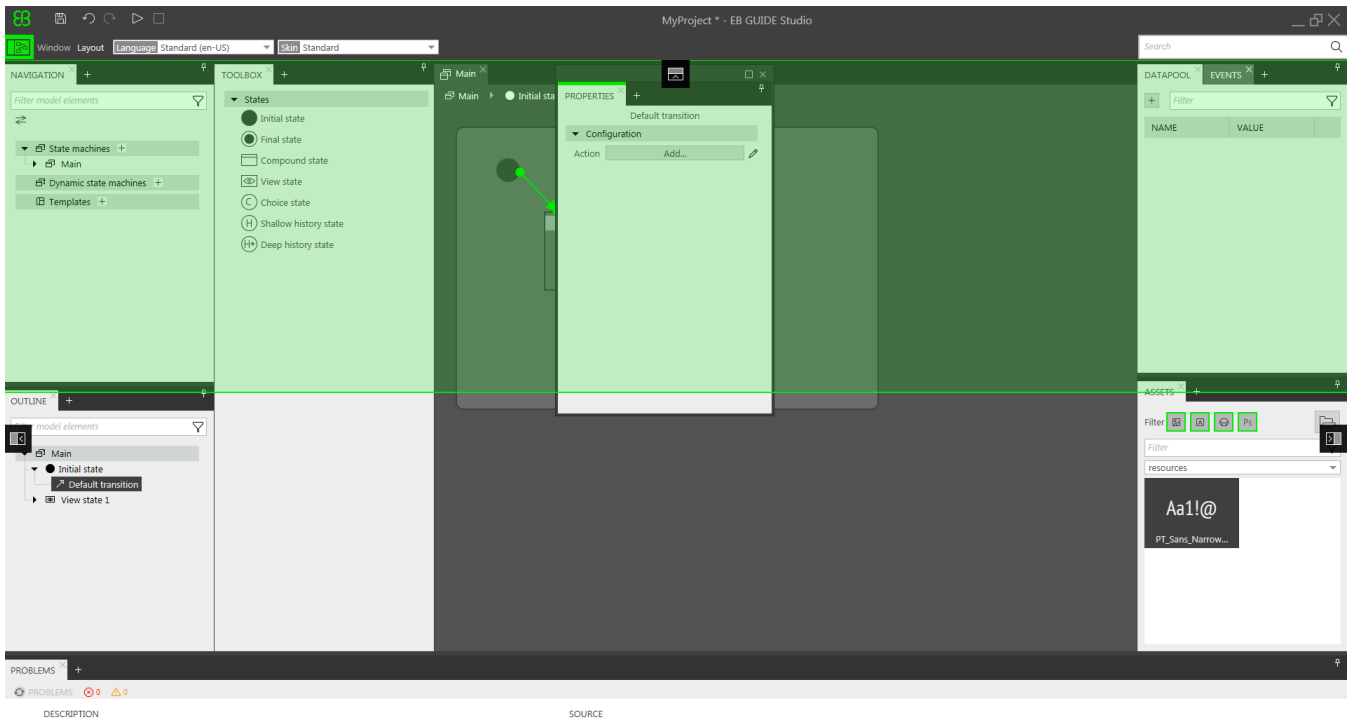 EB
MyProject * - EB GUIDE Studio
Window Layout Language Standard (en-US) Skin Standard
Search
NAVIGATION
Filter model elements
State machines
Main
Dynamic state machines
Templates
TOOLBOX
States
Initial state
Final state
Compound state
View state
C Choice state
H Shallow history state
H* Deep history state
Main
Main Initial sta
PROPERTIES
Default transition
Configuration
Action Add...
DATAPOOL EVENTS
Filter
NAME VALUE
OUTLINE
Filter model elements
Main
Initial state
Default transition
View state 1
ASSETS
Filter A Ps
Filter
resources
Aa1!@
PT_Sans_Narrow...
PROBLEMS
PROBLEMS 0 0
DESCRIPTION SOURCE